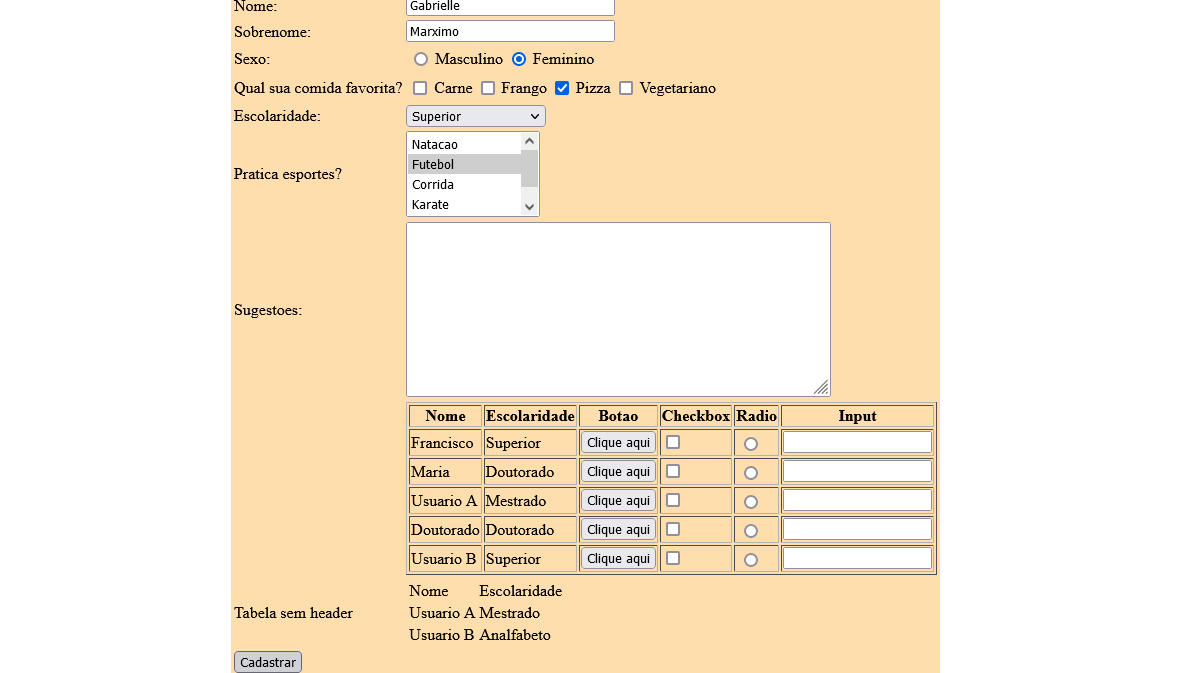 Nome: Gabrielle
Sobrenome: Marximo
Sexo: Masculino Feminino
Qual sua comida favorita? Carne Frango Pizza Vegetariano
Escolaridade: Superior
Pratica esportes?
Natacao
Futebol
Corrida
Karate
Sugestoes:
Nome Escolaridade Botao Checkbox Radio Input
Francisco Superior Clique aqui
Maria Doutorado Clique aqui
Usuario A Mestrado Clique aqui
Doutorado Doutorado Clique aqui
Usuario B Superior Clique aqui
Tabela sem header
Nome Escolaridade
Usuario A Mestrado
Usuario B Analfabeto
Cadastrar